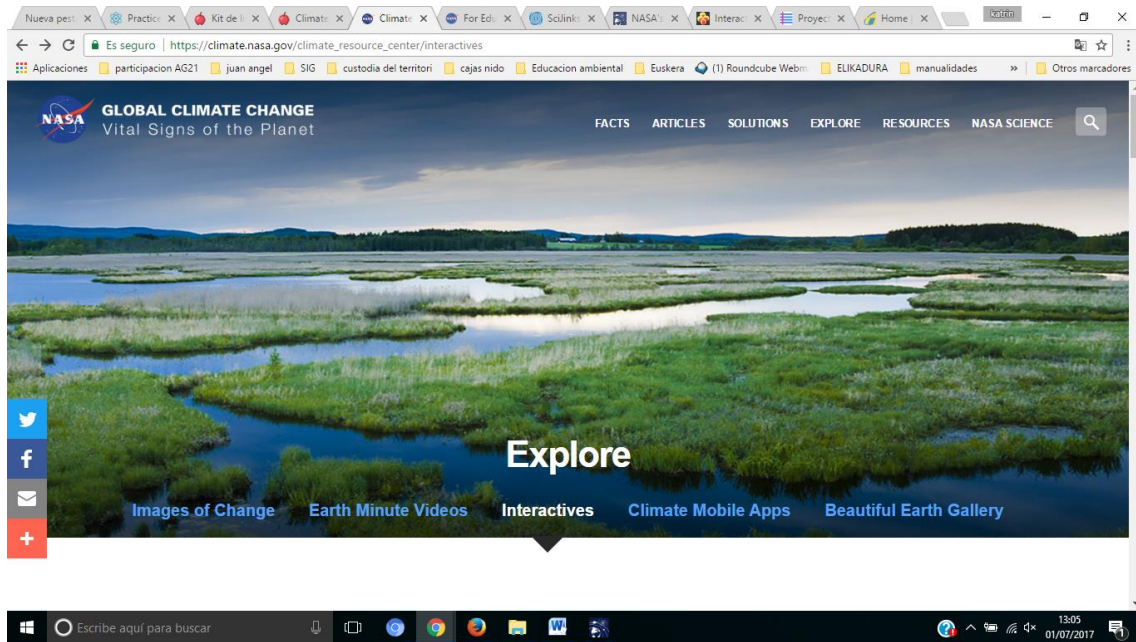 Nueva pest Practice Kit de li Climate Climate For Edu SciLinks NASA's Interac Proyec Home katrin
Es seguro https://climate.nasa.gov/climate_resource_center/interactives
Aplicaciones participacion AG21 juan angel SIG custodia del territori cajas nido Educacion ambiental Euskera (1) Roundcube Webm ELIKADURA manualidades » Otros marcadores
NASA
GLOBAL CLIMATE CHANGE
Vital Signs of the Planet
FACTS ARTICLES SOLUTIONS EXPLORE RESOURCES NASA SCIENCE
Explore
Images of Change Earth Minute Videos Interactives Climate Mobile Apps Beautiful Earth Gallery
Escribe aquí para buscar
13:05
01/07/2017